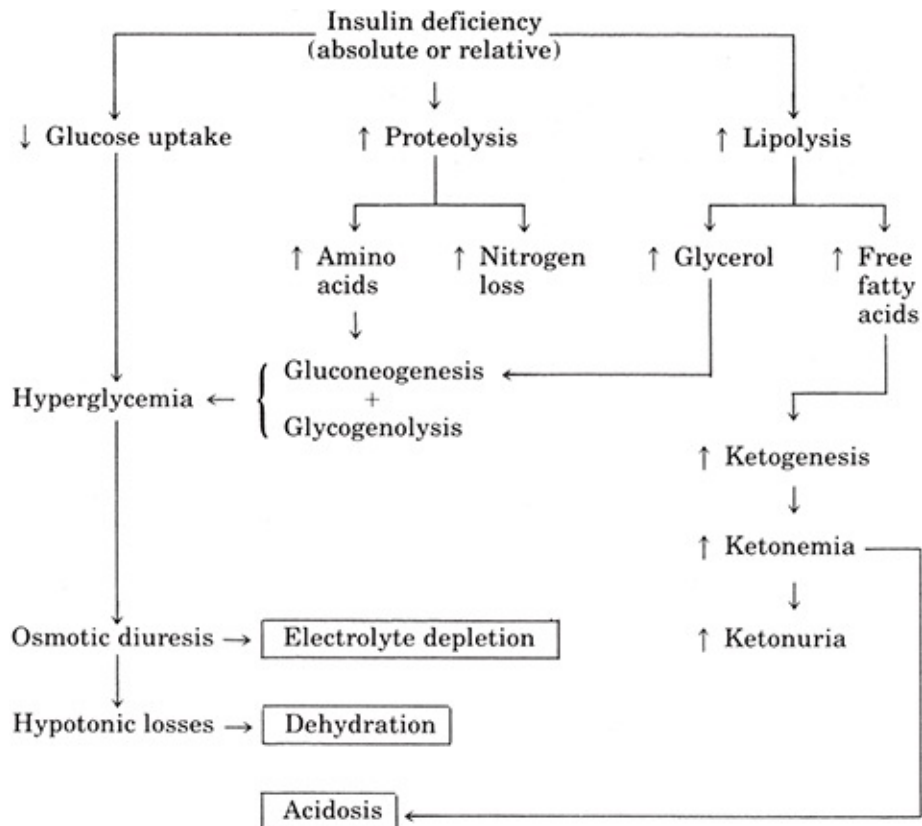 Insulin deficiency
(absolute or relative)
↓ Glucose uptake
↑ Proteolysis
↑ Lipolysis
↑ Amino
acids
↑ Nitrogen
loss
↑ Glycerol
↑ Free
fatty
acids
Gluconeogenesis
+
Glycogenolysis
Hyperglycemia
↑ Ketogenesis
↑ Ketonemia
↑ Ketonuria
Osmotic diuresis → Electrolyte depletion
Hypotonic losses → Dehydration
Acidosis